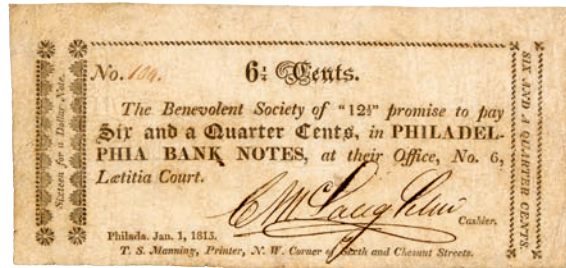 Sixteen for a Dollar Note.
No. 104.
6¼ Cents.
The Benevolent Society of "12½" promise to pay
Six and a Quarter Cents, in PHILADEL-
PHIA BANK NOTES, at their Office, No. 6,
Lætitia Court.
C McLaughlin
Cashier.
Philada. Jan. 1, 1815.
T. S. Manning, Printer, N. W. Corner of Sixth and Chesnut Streets.
SIX AND A QUARTER CENTS.